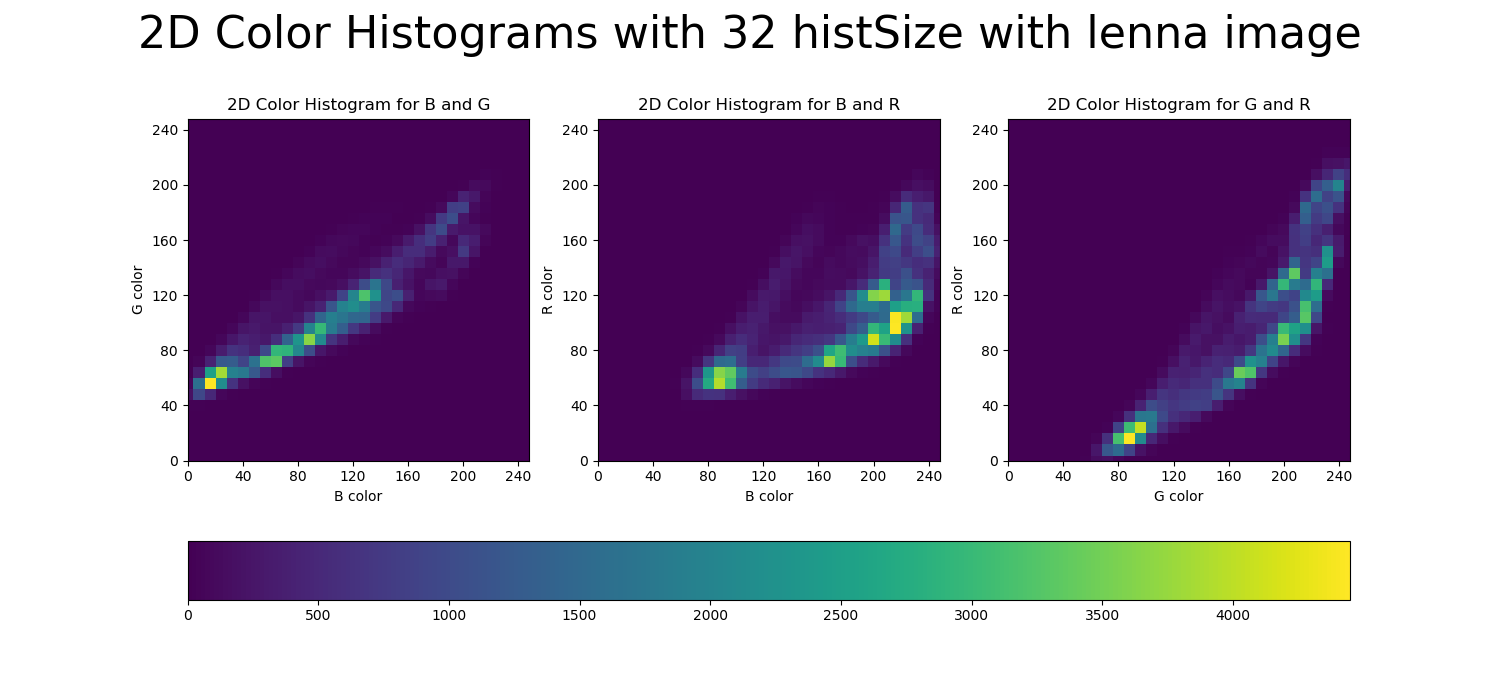 2D Color Histograms with 32 histSize with lenna image
2D Color Histogram for B and G
240
200
160
120
80
40
0
G color
0 40 80 120 160 200 240
B color
2D Color Histogram for B and R
240
200
160
120
80
40
0
R color
0 40 80 120 160 200 240
B color
2D Color Histogram for G and R
240
200
160
120
80
40
0
R color
0 40 80 120 160 200 240
G color
0 500 1000 1500 2000 2500 3000 3500 4000